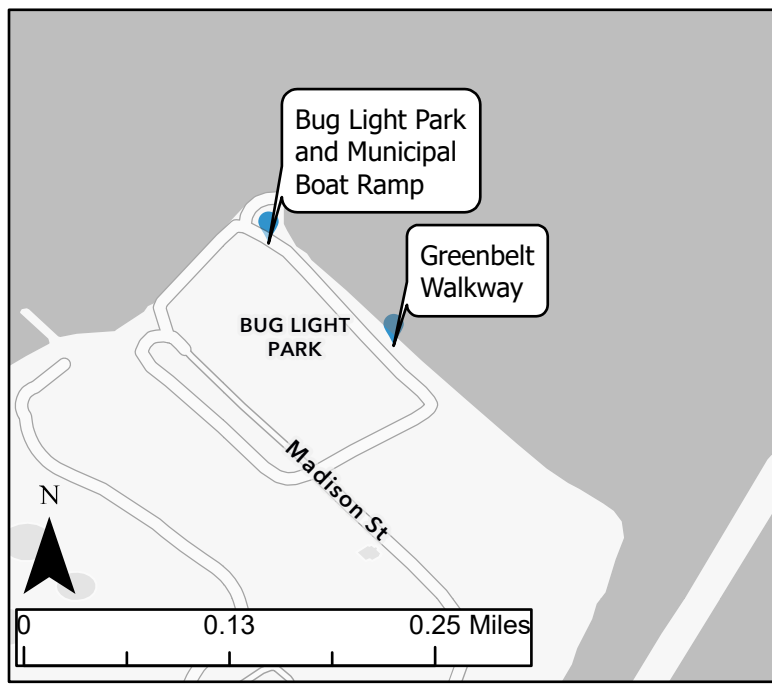 Bug Light Park
and Municipal
Boat Ramp
Greenbelt
Walkway
BUG LIGHT
PARK
Madison St
N
0 0.13 0.25 Miles